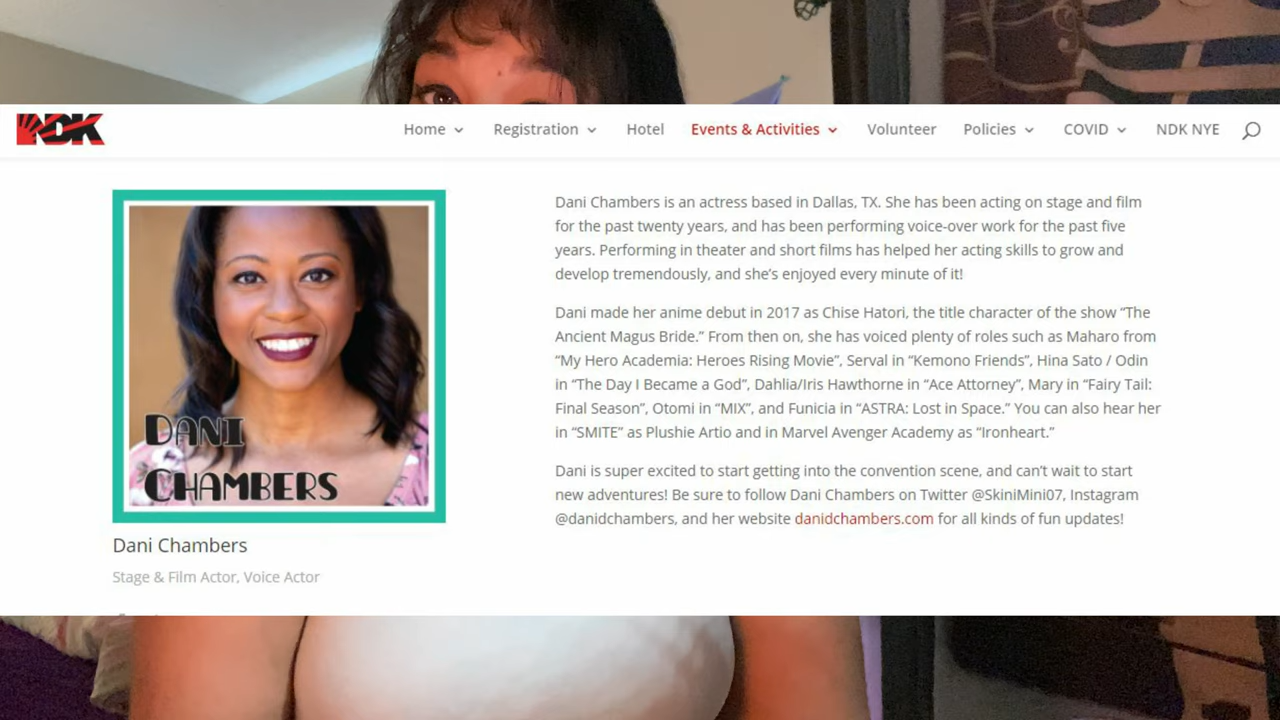 NDK
Home
Registration
Hotel
Events & Activities
Volunteer
Policies
COVID
NDK NYE
DANI
CHAMBERS
Dani Chambers
Stage & Film Actor, Voice Actor
Dani Chambers is an actress based in Dallas, TX. She has been acting on stage and film
for the past twenty years, and has been performing voice-over work for the past five
years. Performing in theater and short films has helped her acting skills to grow and
develop tremendously, and she’s enjoyed every minute of it!
Dani made her anime debut in 2017 as Chise Hatori, the title character of the show “The
Ancient Magus Bride.” From then on, she has voiced plenty of roles such as Maharo from
“My Hero Academia: Heroes Rising Movie”, Serval in “Kemono Friends”, Hina Sato / Odin
in “The Day I Became a God”, Dahlia/Iris Hawthorne in “Ace Attorney”, Mary in “Fairy Tail:
Final Season”, Otomi in “MIX”, and Funicia in “ASTRA: Lost in Space.” You can also hear her
in “SMITE” as Plushie Artio and in Marvel Avenger Academy as “Ironheart.”
Dani is super excited to start getting into the convention scene, and can’t wait to start
new adventures! Be sure to follow Dani Chambers on Twitter @SkiniMini07, Instagram
@danidchambers, and her website danidchambers.com for all kinds of fun updates!